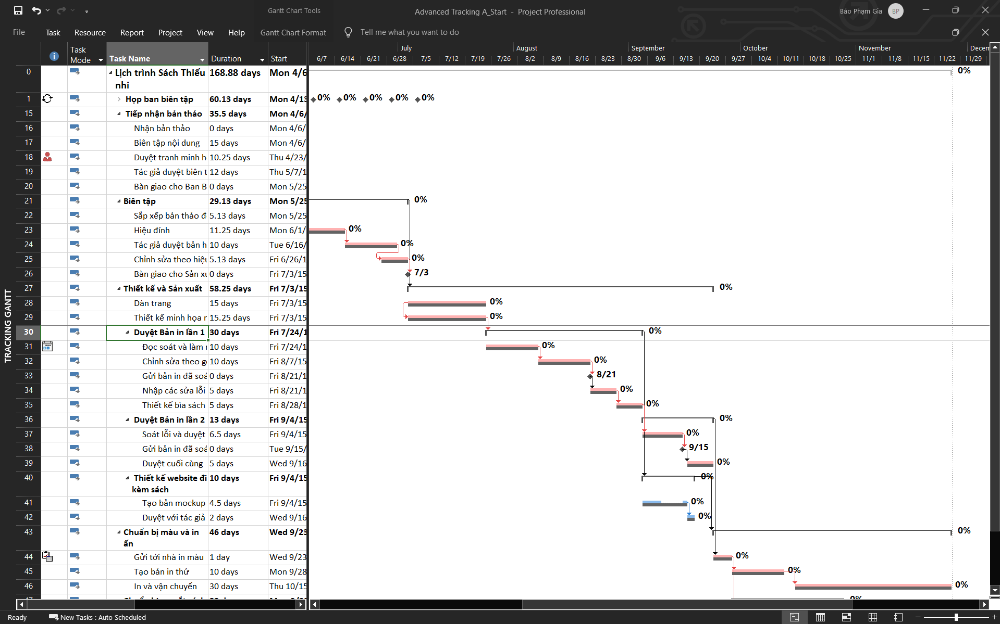 Gantt Chart Tools
Advanced Tracking A_Start - Project Professional
Bảo Phạm Gia
BP
File Task Resource Report Project View Help Gantt Chart Format Tell me what you want to do
Task Mode Task Name Duration Start
July August September October November Decem
6/7 6/14 6/21 6/28 7/5 7/12 7/19 7/26 8/2 8/9 8/16 8/23 8/30 9/6 9/13 9/20 9/27 10/4 10/11 10/18 10/25 11/1 11/8 11/15 11/22 11/29
0 Lịch trình Sách Thiếu nhi 168.88 days Mon 4/6 0%
1 Họp ban biên tập 60.13 days Mon 4/13 0% 0% 0% 0% 0%
15 Tiếp nhận bản thảo 35.5 days Mon 4/6/
16 Nhận bản thảo 0 days Mon 4/6/
17 Biên tập nội dung 15 days Mon 4/6/
18 Duyệt tranh minh h 10.25 days Thu 4/23/
19 Tác giả duyệt biên t 12 days Thu 5/7/1
20 Bàn giao cho Ban B 0 days Mon 5/25
21 Biên tập 29.13 days Mon 5/25 0%
22 Sắp xếp bản thảo đ 5.13 days Mon 5/25
23 Hiệu đính 11.25 days Mon 6/1/ 0%
24 Tác giả duyệt bản h 10 days Tue 6/16/ 0%
25 Chỉnh sửa theo hiệu 5.13 days Fri 6/26/1 0%
26 Bàn giao cho Sản xu 0 days Fri 7/3/15 7/3
27 Thiết kế và Sản xuất 58.25 days Fri 7/3/15 0%
28 Dàn trang 15 days Fri 7/3/15 0%
29 Thiết kế minh họa r 15.25 days Fri 7/3/15 0%
30 Duyệt Bản in lần 1 30 days Fri 7/24/1 0%
31 Đọc soát và làm r 10 days Fri 7/24/1 0%
32 Chỉnh sửa theo g 10 days Fri 8/7/15 0%
33 Gửi bản in đã soá 0 days Fri 8/21/1 8/21
34 Nhập các sửa lỗi 5 days Fri 8/21/1 0%
35 Thiết kế bìa sách 5 days Fri 8/28/1 0%
36 Duyệt Bản in lần 2 13 days Fri 9/4/15 0%
37 Soát lỗi và duyệt 6.5 days Fri 9/4/15 0%
38 Gửi bản in đã soá 0 days Tue 9/15/ 9/15
39 Duyệt cuối cùng 5 days Wed 9/16 0%
40 Thiết kế website đi kèm sách 10 days Fri 9/4/15 0%
41 Tạo bản mockup 4.5 days Fri 9/4/15 0%
42 Duyệt với tác giả 2 days Wed 9/16 0%
43 Chuẩn bị màu và in ấn 46 days Wed 9/23 0%
44 Gửi tới nhà in màu 1 day Wed 9/23 0%
45 Tạo bản in thử 10 days Mon 9/28 0%
46 In và vận chuyển 30 days Thu 10/15 0%
TRACKING GANTT
Ready New Tasks : Auto Scheduled